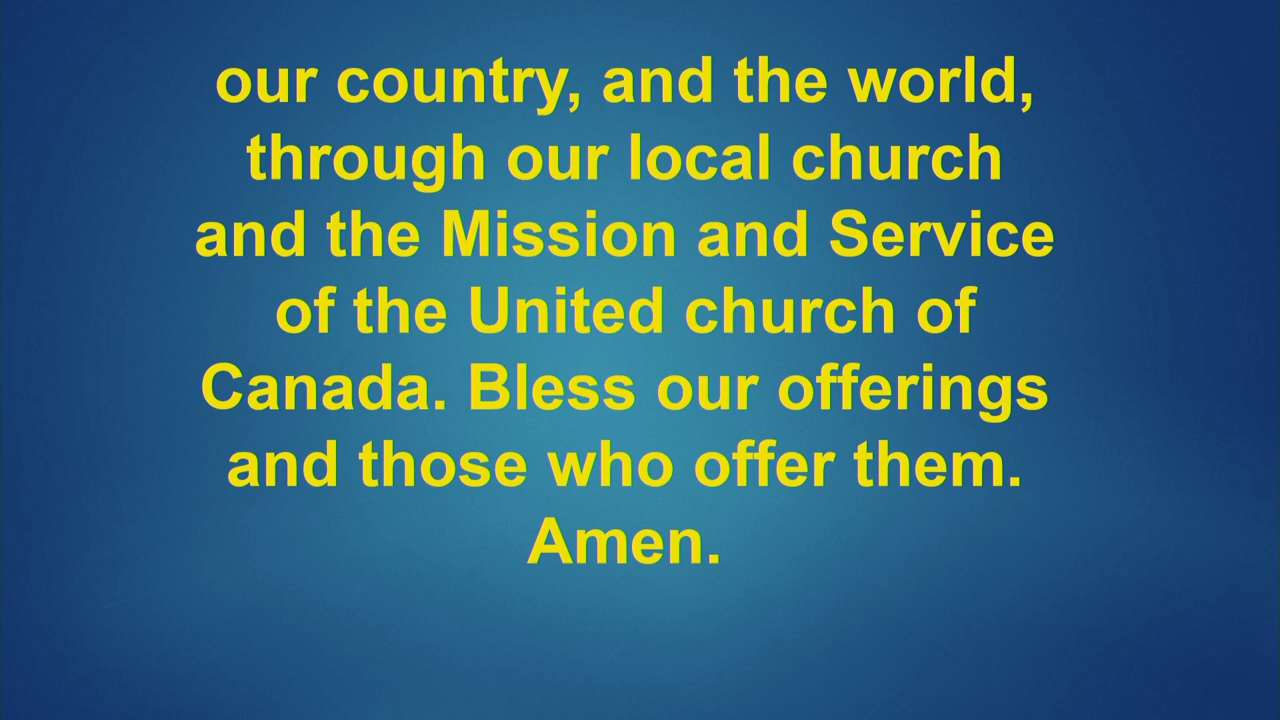 our country, and the world,
through our local church
and the Mission and Service
of the United church of
Canada. Bless our offerings
and those who offer them.
Amen.